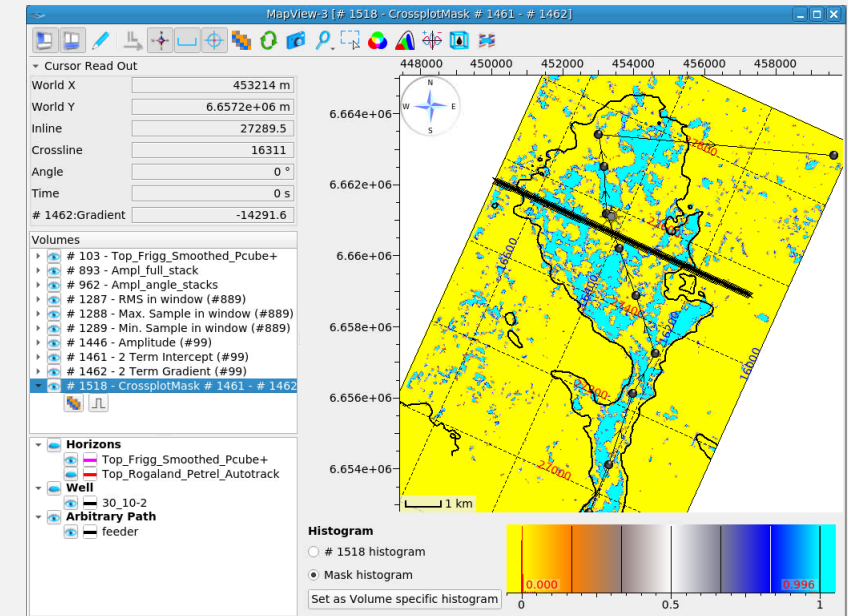 MapView-3 [# 1518 - CrossplotMask # 1461 - # 1462]
Cursor Read Out
World X 453214 m
World Y 6.6572e+06 m
Inline 27289.5
Crossline 16311
Angle 0 °
Time 0 s
# 1462:Gradient -14291.6
Volumes
# 103 - Top_Frigg_Smoothed_Pcube+
# 893 - Ampl_full_stack
# 962 - Ampl_angle_stacks
# 1287 - RMS in window (#889)
# 1288 - Max. Sample in window (#889)
# 1289 - Min. Sample in window (#889)
# 1446 - Amplitude (#99)
# 1461 - 2 Term Intercept (#99)
# 1462 - 2 Term Gradient (#99)
# 1518 - CrossplotMask # 1461 - # 1462
Horizons
Top_Frigg_Smoothed_Pcube+
Top_Rogaland_Petrel_Autotrack
Well
30_10-2
Arbitrary Path
feeder
448000 450000 452000 454000 456000 458000
N
W E
S
6.664e+06
6.662e+06
6.66e+06
6.658e+06
6.656e+06
6.654e+06
16600
16200
16000
22000
1 km
Histogram
# 1518 histogram
Mask histogram
Set as Volume specific histogram
0.000 0.996
0 0.5 1